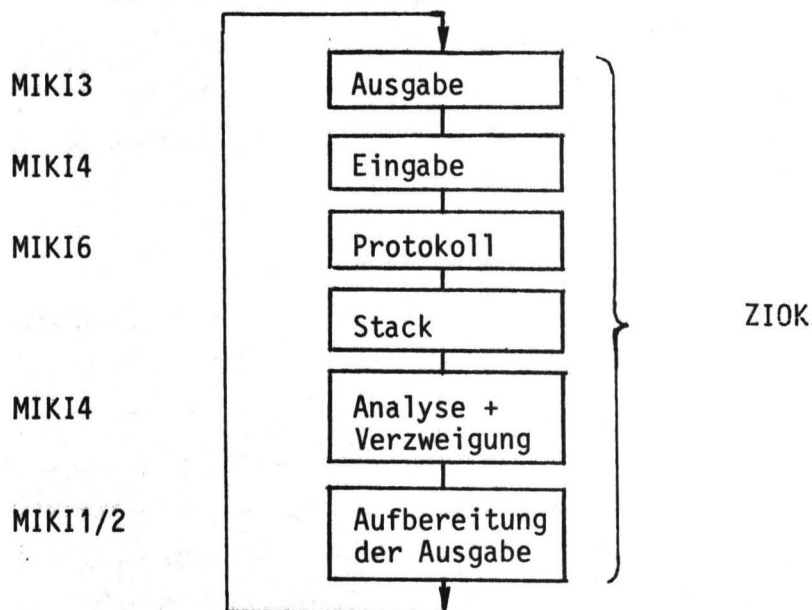 MIKI3 Ausgabe
MIKI4 Eingabe
MIKI6 Protokoll
Stack
ZIOK
MIKI4 Analyse +
Verzweigung
MIKI1/2 Aufbereitung
der Ausgabe